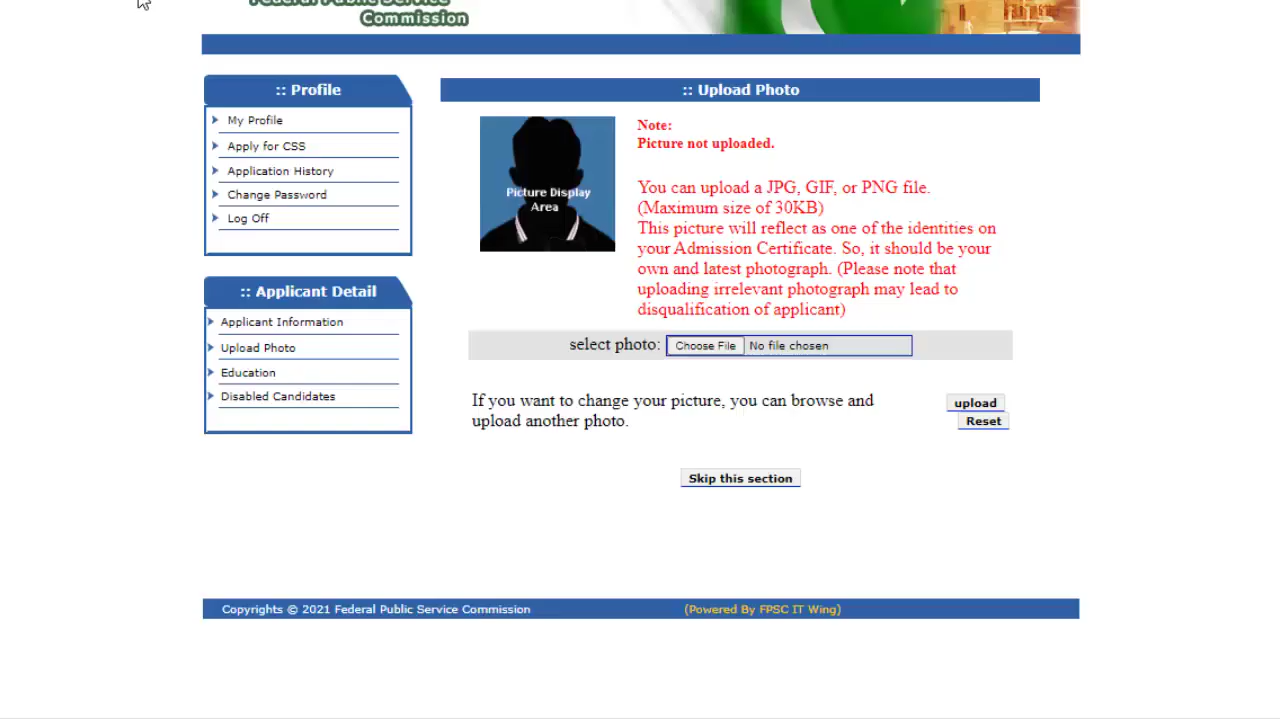 Federal Public Service
Commission
:: Profile
My Profile
Apply for CSS
Application History
Change Password
Log Off
:: Applicant Detail
Applicant Information
Upload Photo
Education
Disabled Candidates
:: Upload Photo
Picture Display
Area
Note:
Picture not uploaded.
You can upload a JPG, GIF, or PNG file.
(Maximum size of 30KB)
This picture will reflect as one of the identities on
your Admission Certificate. So, it should be your
own and latest photograph. (Please note that
uploading irrelevant photograph may lead to
disqualification of applicant)
select photo: Choose File No file chosen
If you want to change your picture, you can browse and
upload another photo.
upload
Reset
Skip this section
Copyrights © 2021 Federal Public Service Commission
(Powered By FPSC IT Wing)